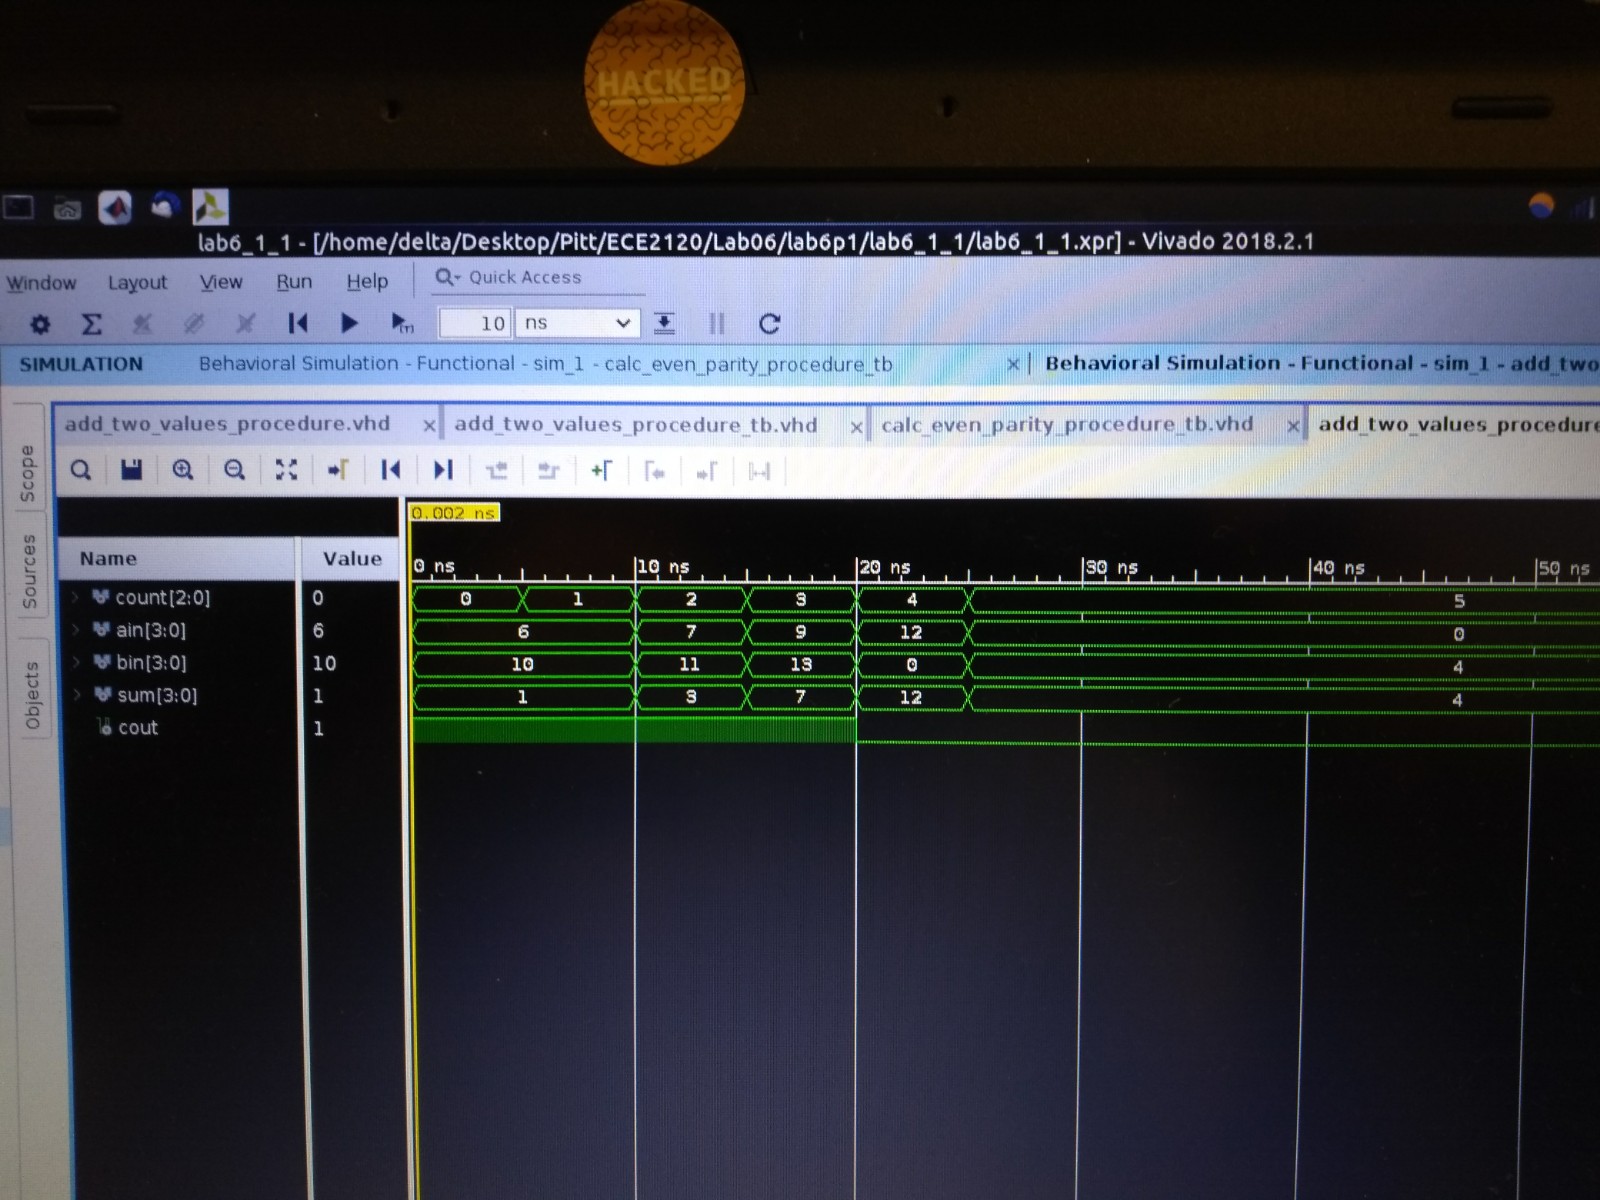 HACKED
lab6_1_1 - [/home/delta/Desktop/Pitt/ECE2120/Lab06/lab6p1/lab6_1_1/lab6_1_1.xpr] - Vivado 2018.2.1
Window Layout View Run Help Quick Access
10 ns
SIMULATION Behavioral Simulation - Functional - sim_1 - calc_even_parity_procedure_tb × Behavioral Simulation - Functional - sim_1 - add_two
add_two_values_procedure.vhd × add_two_values_procedure_tb.vhd × calc_even_parity_procedure_tb.vhd × add_two_values_procedure
Scope
Sources
Objects
0.002 ns
Name Value 0 ns 10 ns 20 ns 30 ns 40 ns 50 ns
count[2:0] 0 0 1 2 3 4 5
ain[3:0] 6 6 7 9 12 0
bin[3:0] 10 10 11 13 0 4
sum[3:0] 1 1 3 7 12 4
cout 1